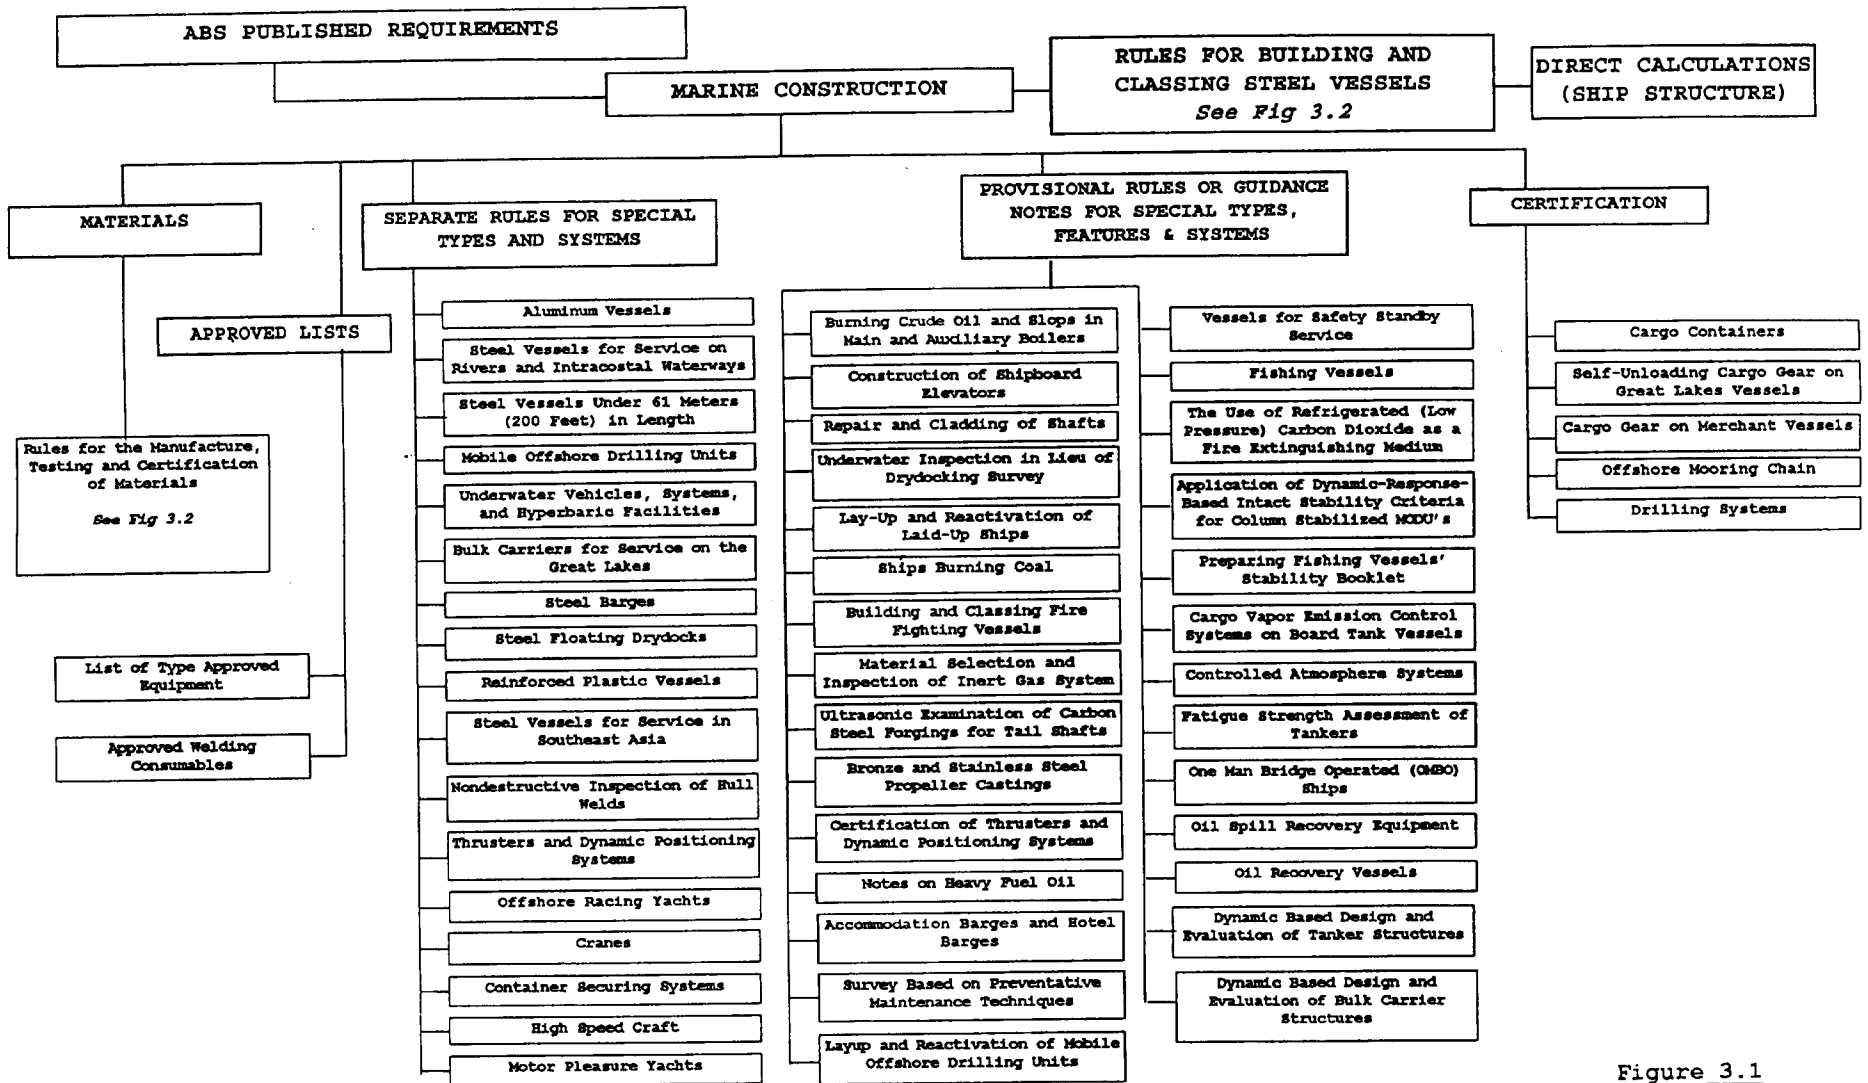 ABS PUBLISHED REQUIREMENTS
MARINE CONSTRUCTION
RULES FOR BUILDING AND
CLASSING STEEL VESSELS
See Fig 3.2
DIRECT CALCULATIONS
(SHIP STRUCTURE)
MATERIALS
Rules for the Manufacture,
Testing and Certification
of Materials
See Fig 3.2
APPROVED LISTS
List of Type Approved
Equipment
Approved Welding
Consumables
SEPARATE RULES FOR SPECIAL
TYPES AND SYSTEMS
Aluminum Vessels
Steel Vessels for Service on
Rivers and Intracostal Waterways
Steel Vessels Under 61 Meters
(200 Feet) in Length
Mobile Offshore Drilling Units
Underwater Vehicles, Systems,
and Hyperbaric Facilities
Bulk Carriers for Service on the
Great Lakes
Steel Barges
Steel Floating Drydocks
Reinforced Plastic Vessels
Steel Vessels for Service in
Southeast Asia
Nondestructive Inspection of Hull
Welds
Thrusters and Dynamic Positioning
Systems
Offshore Racing Yachts
Cranes
Container Securing Systems
High Speed Craft
Motor Pleasure Yachts
PROVISIONAL RULES OR GUIDANCE
NOTES FOR SPECIAL TYPES,
FEATURES & SYSTEMS
Burning Crude Oil and Slops in
Main and Auxiliary Boilers
Construction of Shipboard
Elevators
Repair and Cladding of Shafts
Underwater Inspection in Lieu of
Drydocking Survey
Lay-Up and Reactivation of
Laid-Up Ships
Ships Burning Coal
Building and Classing Fire
Fighting Vessels
Material Selection and
Inspection of Inert Gas System
Ultrasonic Examination of Carbon
Steel Forgings for Tail Shafts
Bronze and Stainless Steel
Propeller Castings
Certification of Thrusters and
Dynamic Positioning Systems
Notes on Heavy Fuel Oil
Accommodation Barges and Hotel
Barges
Survey Based on Preventative
Maintenance Techniques
Layup and Reactivation of Mobile
Offshore Drilling Units
Vessels for Safety Standby
Service
Fishing Vessels
The Use of Refrigerated (Low
Pressure) Carbon Dioxide as a
Fire Extinguishing Medium
Application of Dynamic-Response-
Based Intact Stability Criteria
for Column Stabilized MODU's
Preparing Fishing Vessels'
Stability Booklet
Cargo Vapor Emission Control
Systems on Board Tank Vessels
Controlled Atmosphere Systems
Fatigue Strength Assessment of
Tankers
One Man Bridge Operated (OMBO)
Ships
Oil Spill Recovery Equipment
Oil Recovery Vessels
Dynamic Based Design and
Evaluation of Tanker Structures
Dynamic Based Design and
Evaluation of Bulk Carrier
Structures
CERTIFICATION
Cargo Containers
Self-Unloading Cargo Gear on
Great Lakes Vessels
Cargo Gear on Merchant Vessels
Offshore Mooring Chain
Drilling Systems
Figure 3.1